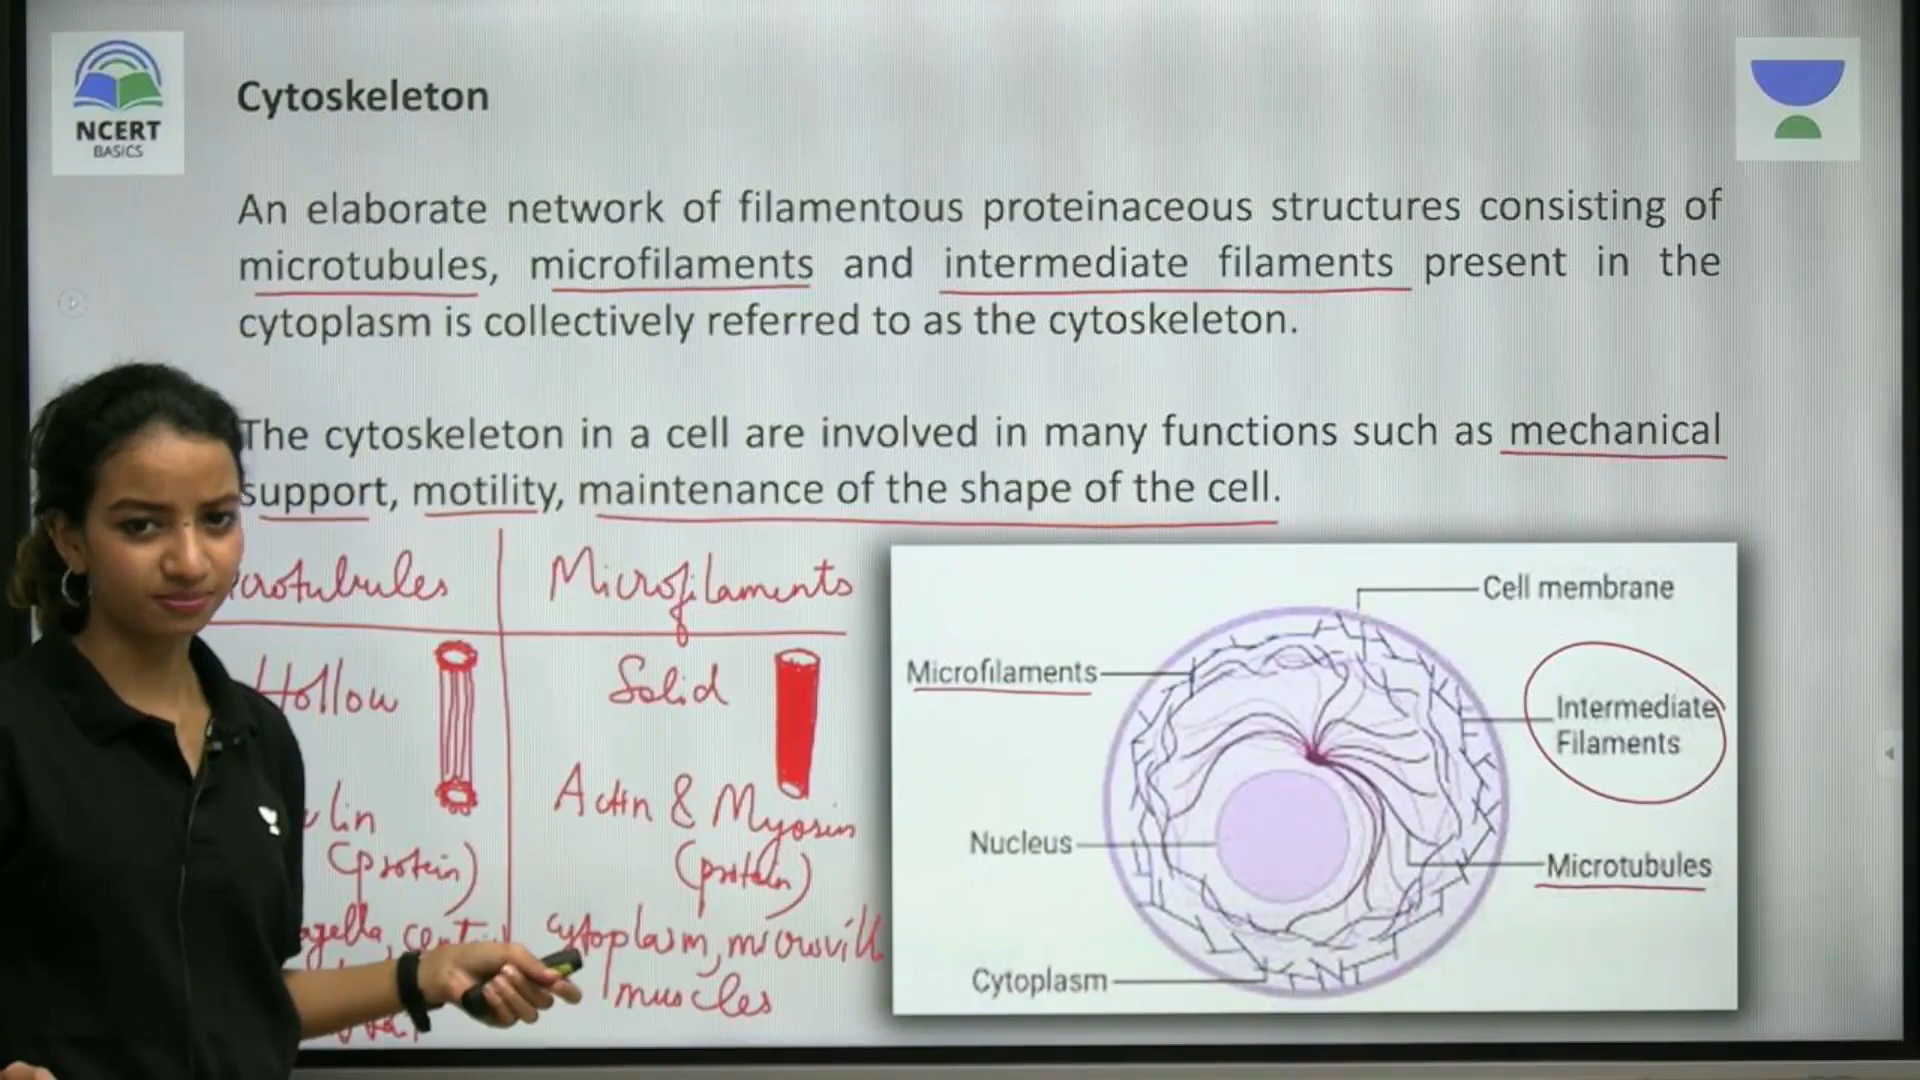 NCERT
BASICS
Cytoskeleton
An elaborate network of filamentous proteinaceous structures consisting of
microtubules, microfilaments and intermediate filaments present in the
cytoplasm is collectively referred to as the cytoskeleton.
The cytoskeleton in a cell are involved in many functions such as mechanical
support, motility, maintenance of the shape of the cell.
Microfilaments
Hollow
Solid
Actin & Myosin
(protein)
(protein)
cytoplasm, microvill
muscles
Cell membrane
Microfilaments
Intermediate
Filaments
Nucleus
Microtubules
Cytoplasm